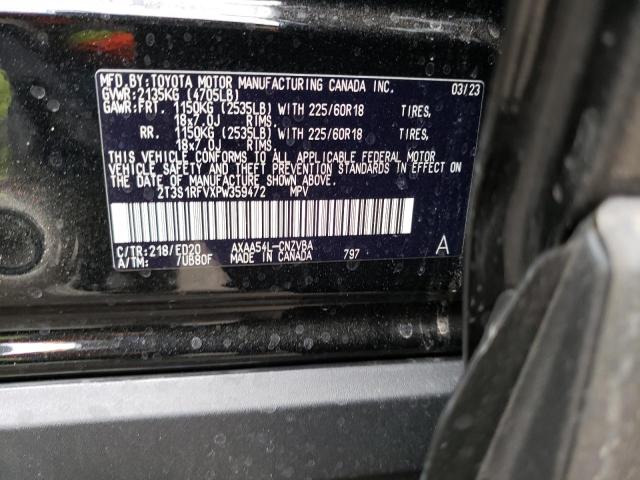 MFD.BY:TOYOTA MOTOR MANUFACTURING CANADA INC. 03/23
GVWR:2135KG (4705LB)
GAWR:FRT. 1150KG (2535LB) WITH 225/60R18 TIRES,
18x7.0J RIMS.
RR. 1150KG (2535LB) WITH 225/60R18 TIRES,
18x7.0J RIMS.
THIS VEHICLE CONFORMS TO ALL APPLICABLE FEDERAL MOTOR
VEHICLE SAFETY AND THEFT PREVENTION STANDARDS IN EFFECT ON
THE DATE OF MANUFACTURE SHOWN ABOVE.
2T3S1RFVXPW359472 MPV
C/TR:218/ED20 AXAA54L-CNZVBA A
A/TM: /UB80F MADE IN CANADA 797